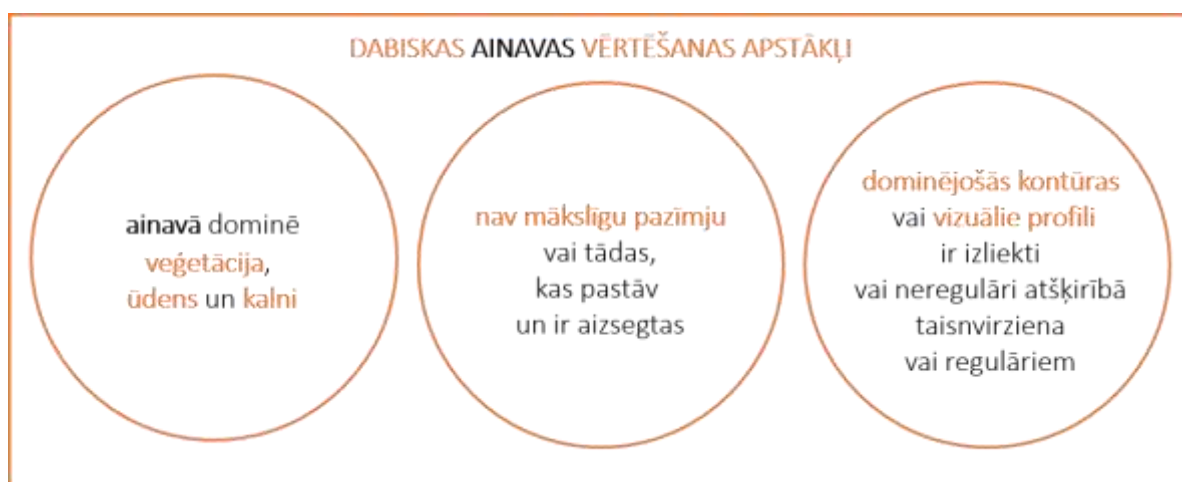 DABISKAS AINAVAS VĒRTĒŠANAS APSTĀKĻI
ainavā dominē
veģetācija,
ūdens un kalni
nav mākslīgu pazīmju
vai tādas,
kas pastāv
un ir aizsegtas
dominējošās kontūras
vai vizuālie profili
ir izliekti
vai neregulāri atšķirībā
taisnvirziena
vai regulāriem